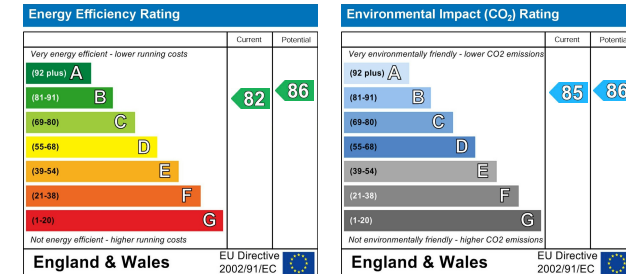 Energy Efficiency Rating
Current Potential
Very energy efficient - lower running costs
(92 plus) A
(81-91) B
82 86
(69-80) C
(55-68) D
(39-54) E
(21-38) F
(1-20) G
Not energy efficient - higher running costs
England & Wales
EU Directive
2002/91/EC
Environmental Impact (CO₂) Rating
Current Potential
Very environmentally friendly - lower CO2 emissions
(92 plus) A
(81-91) B
85 86
(69-80) C
(55-68) D
(39-54) E
(21-38) F
(1-20) G
Not environmentally friendly - higher CO2 emissions
England & Wales
EU Directive
2002/91/EC